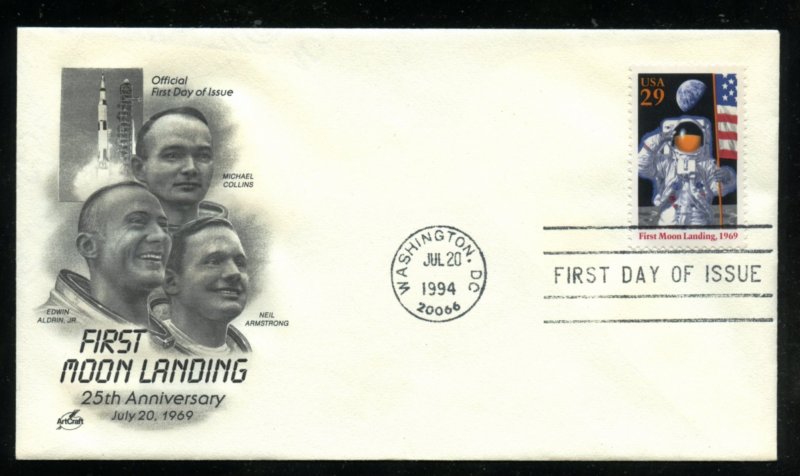 Official
First Day of Issue
MICHAEL
COLLINS
EDWIN
ALDRIN, JR.
NEIL
ARMSTRONG
FIRST
MOON LANDING
25th Anniversary
July 20, 1969
ArtCraft
WASHINGTON, DC
JUL 20
1994
20066
USA
29
First Moon Landing, 1969
FIRST DAY OF ISSUE